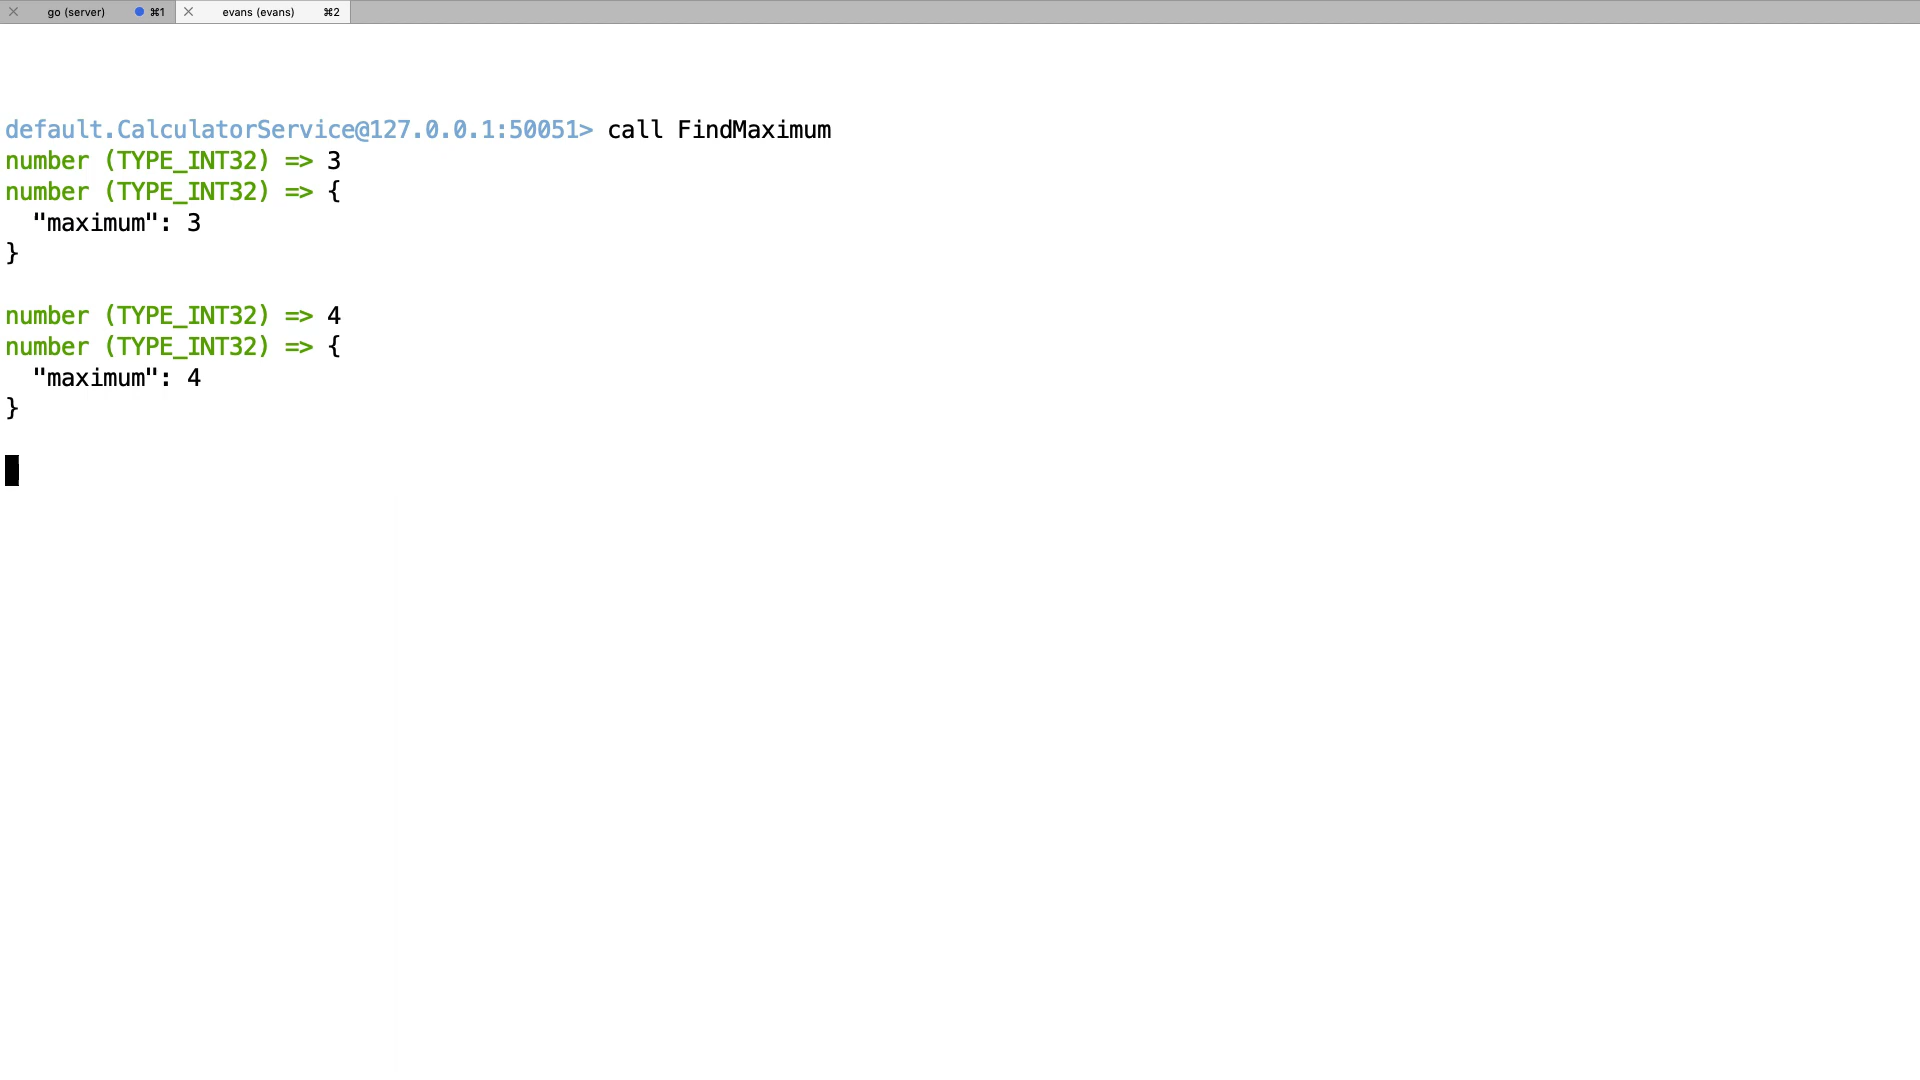 go (server) ⌘1 evans (evans) ⌘2
default.CalculatorService@127.0.0.1:50051> call FindMaximum
number (TYPE_INT32) => 3
number (TYPE_INT32) => {
  "maximum": 3
}
number (TYPE_INT32) => 4
number (TYPE_INT32) => {
  "maximum": 4
}